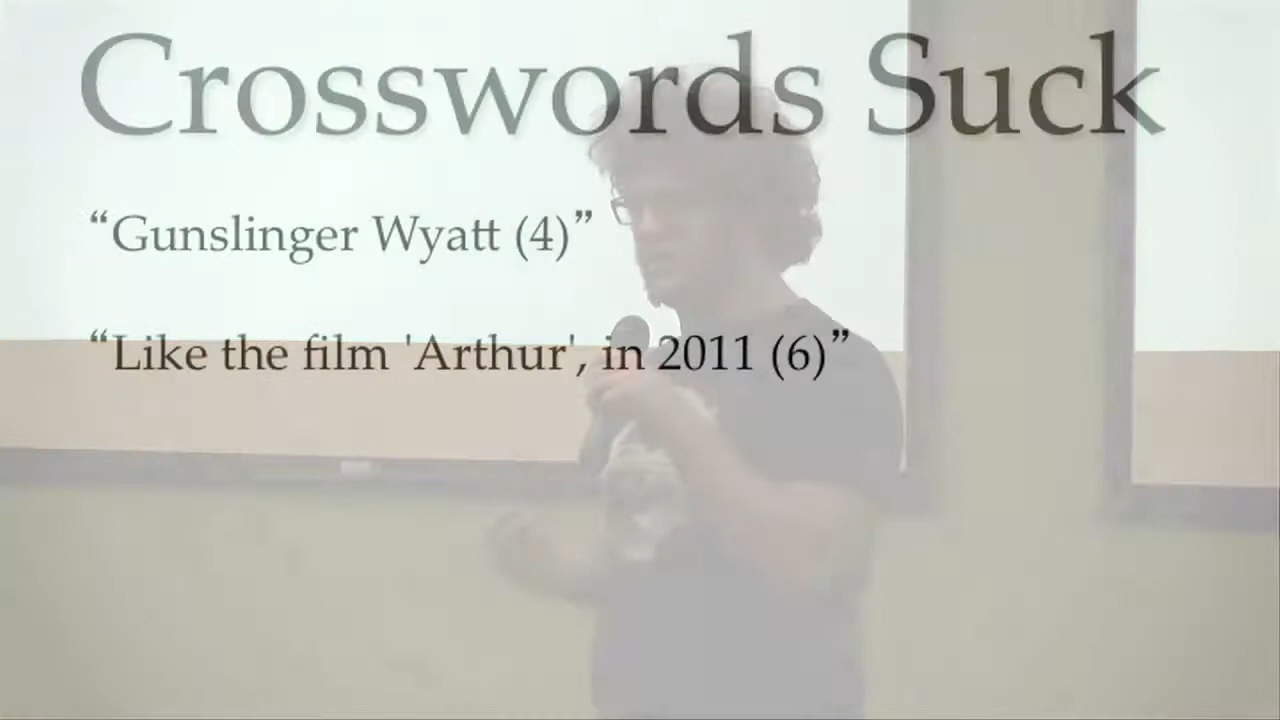 Crosswords Suck
“Gunslinger Wyatt (4)”
“Like the film 'Arthur', in 2011 (6)”